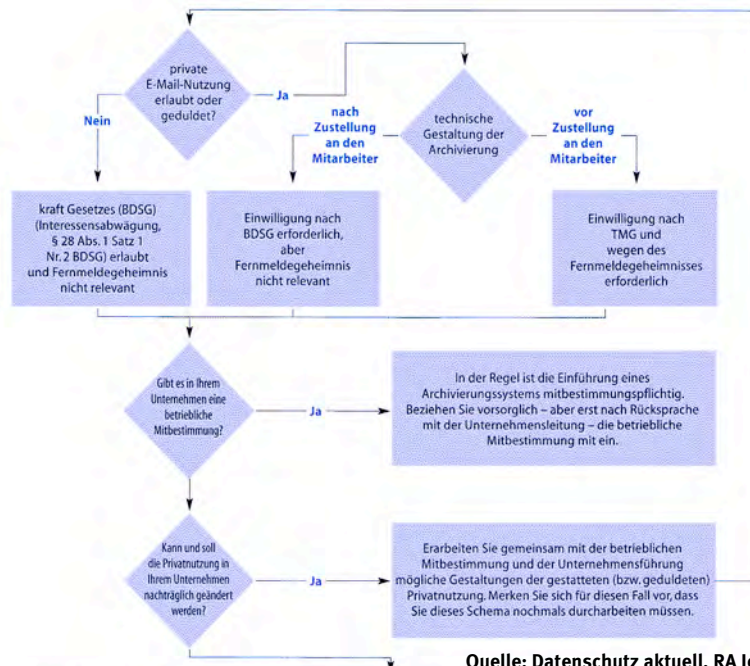 private
E-Mail-Nutzung
erlaubt oder
geduldet?
Ja
Nein
nach
Zustellung
an den
Mitarbeiter
technische
Gestaltung der
Archivierung
vor
Zustellung
an den
Mitarbeiter
kraft Gesetzes (BDSG)
(Interessensabwägung,
§ 28 Abs. 1 Satz 1
Nr. 2 BDSG) erlaubt
und Fernmeldegeheimnis
nicht relevant
Einwilligung nach
BDSG erforderlich,
aber
Fernmeldegeheimnis
nicht relevant
Einwilligung nach
TMG und
wegen des
Fernmeldegeheimnisses
erforderlich
Gibt es in Ihrem
Unternehmen eine
betriebliche
Mitbestimmung?
Ja
In der Regel ist die Einführung eines
Archivierungssystems mitbestimmungspflichtig.
Beziehen Sie vorsorglich – aber erst nach Rücksprache
mit der Unternehmensleitung – die betriebliche
Mitbestimmung mit ein.
Kann und soll
die Privatnutzung in
Ihrem Unternehmen
nachträglich geändert
werden?
Ja
Erarbeiten Sie gemeinsam mit der betrieblichen
Mitbestimmung und der Unternehmensführung
mögliche Gestaltungen der gestatteten (bzw. geduldeten)
Privatnutzung. Merken Sie sich für diesen Fall vor, dass
Sie dieses Schema nochmals durcharbeiten müssen.
Quelle: Datenschutz aktuell, RA